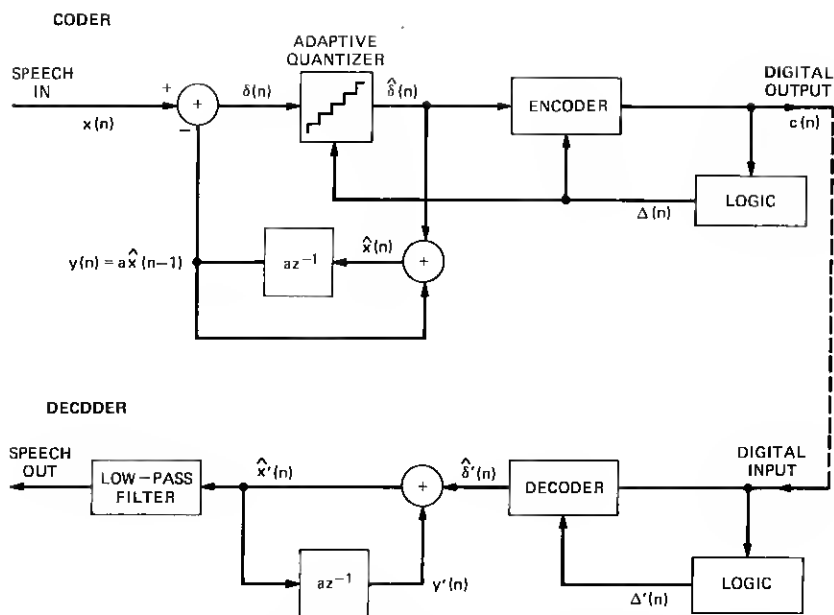 CODER
SPEECH
IN
x(n)
+
+
−
δ(n)
ADAPTIVE
QUANTIZER
δ̂(n)
ENCODER
DIGITAL
OUTPUT
c(n)
LOGIC
Δ(n)
y(n) = a x̂(n−1)
az⁻¹
x̂(n)
+
DECDDER
SPEECH
OUT
LOW−PASS
FILTER
x̂′(n)
+
δ̂′(n)
DECODER
DIGITAL
INPUT
az⁻¹
y′(n)
Δ′(n)
LOGIC